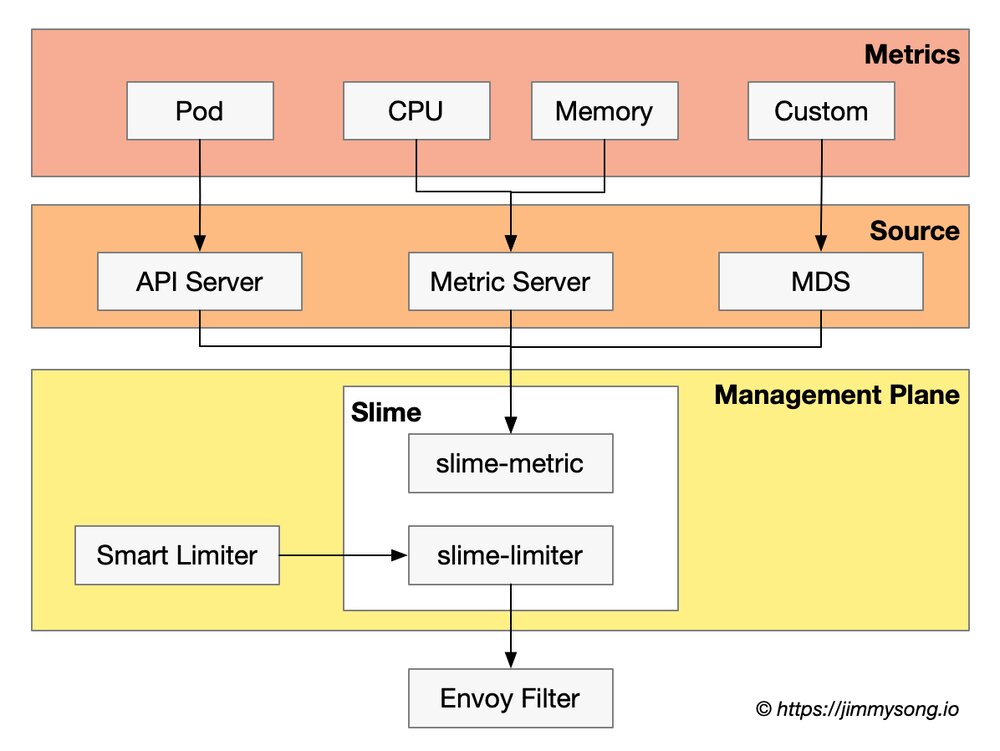 Metrics
Pod
CPU
Memory
Custom
Source
API Server
Metric Server
MDS
Management Plane
Slime
slime-metric
Smart Limiter
slime-limiter
Envoy Filter
© https://jimmysong.io